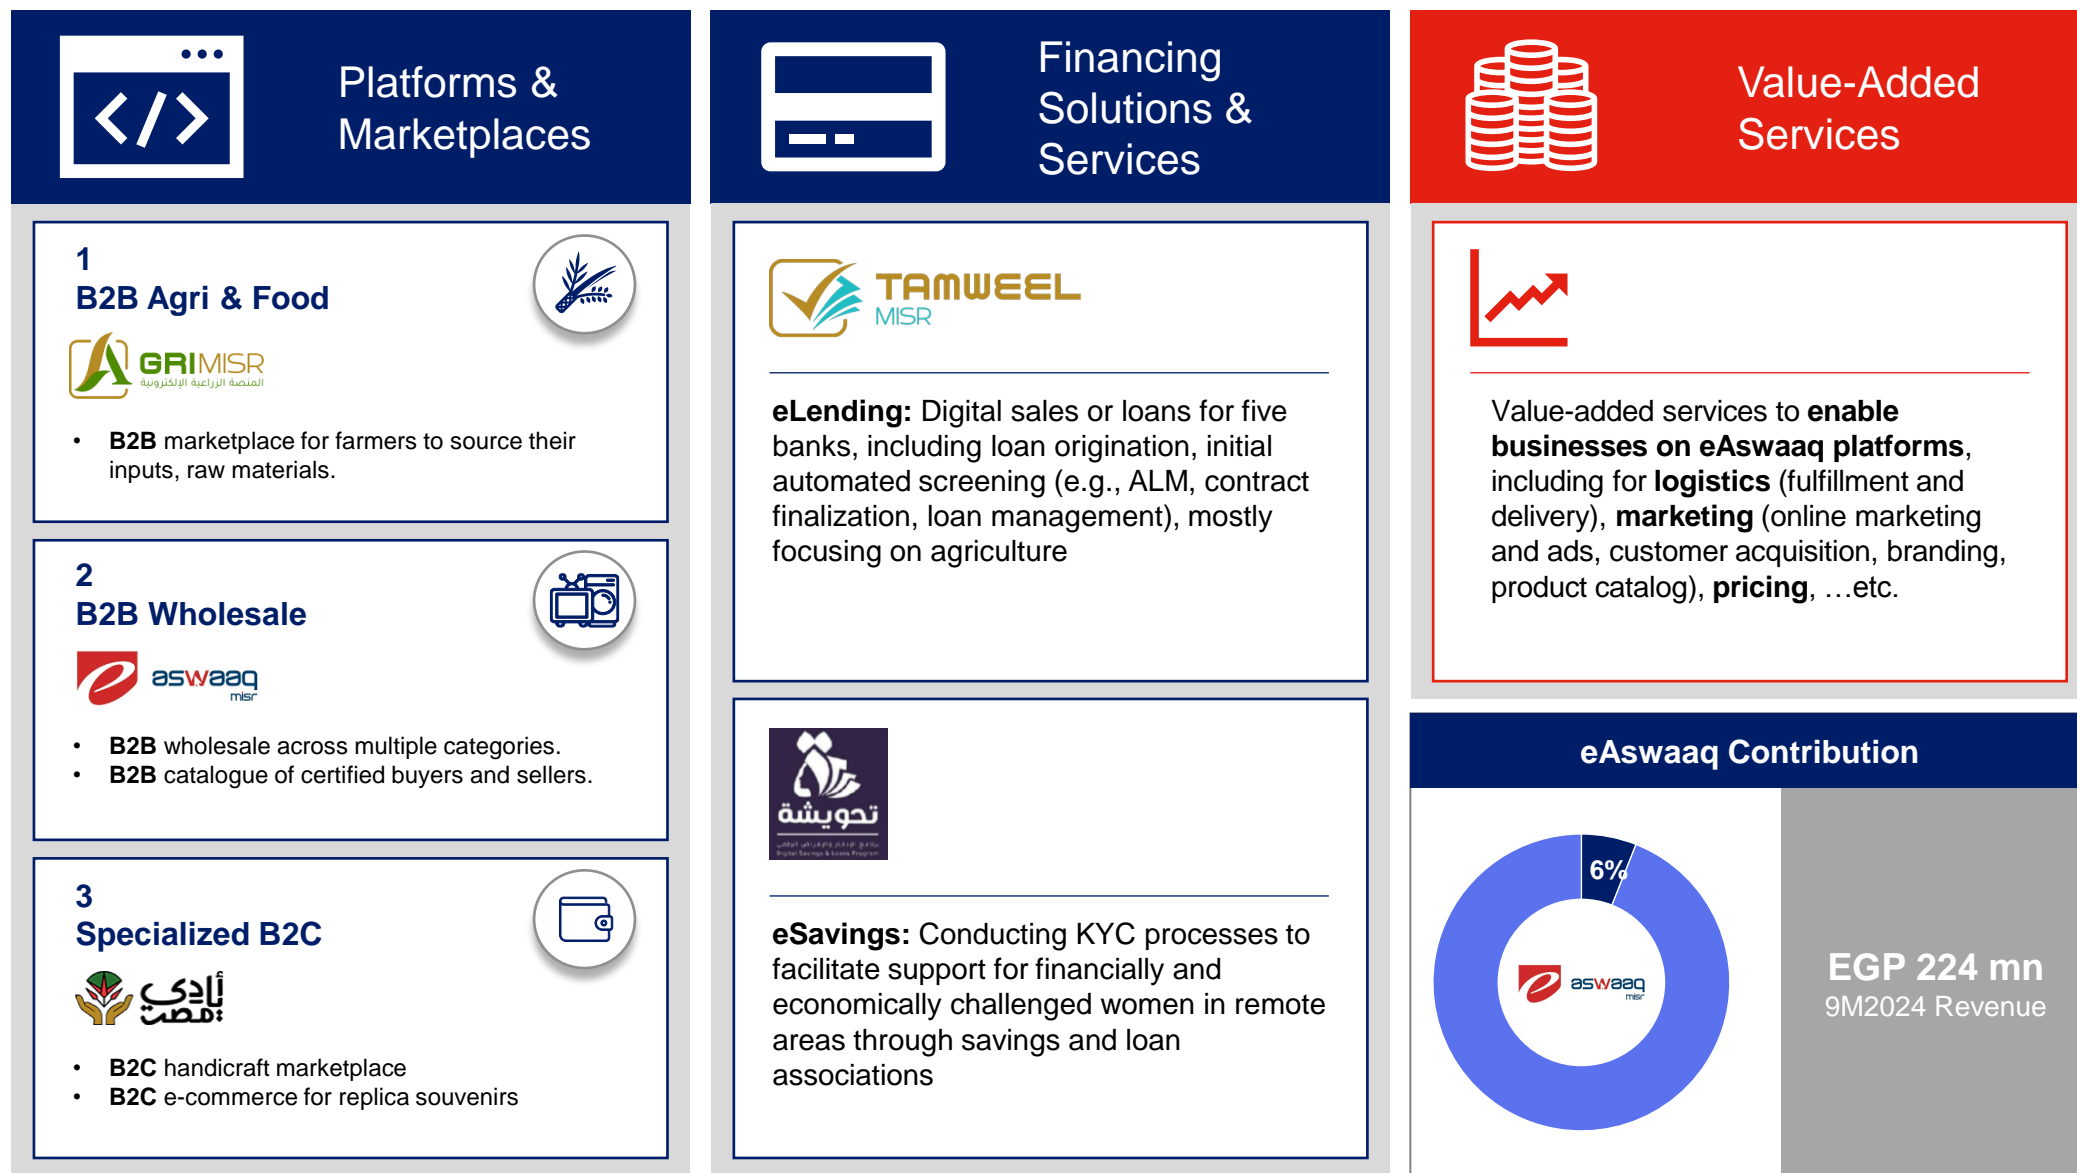 Platforms &
Marketplaces
1
B2B Agri & Food
GRIMISR
المنصة الزراعية الإلكترونية
• B2B marketplace for farmers to source their
inputs, raw materials.
2
B2B Wholesale
aswaaq
misr
• B2B wholesale across multiple categories.
• B2B catalogue of certified buyers and sellers.
3
Specialized B2C
أيادي
مصر
• B2C handicraft marketplace
• B2C e-commerce for replica souvenirs
Financing
Solutions &
Services
TAMWEEL
MISR
eLending: Digital sales or loans for five
banks, including loan origination, initial
automated screening (e.g., ALM, contract
finalization, loan management), mostly
focusing on agriculture
تحويشة
Digital Savings & Loans Program
eSavings: Conducting KYC processes to
facilitate support for financially and
economically challenged women in remote
areas through savings and loan
associations
Value-Added
Services
Value-added services to enable
businesses on eAswaaq platforms,
including for logistics (fulfillment and
delivery), marketing (online marketing
and ads, customer acquisition, branding,
product catalog), pricing, …etc.
eAswaaq Contribution
6%
aswaaq
misr
EGP 224 mn
9M2024 Revenue